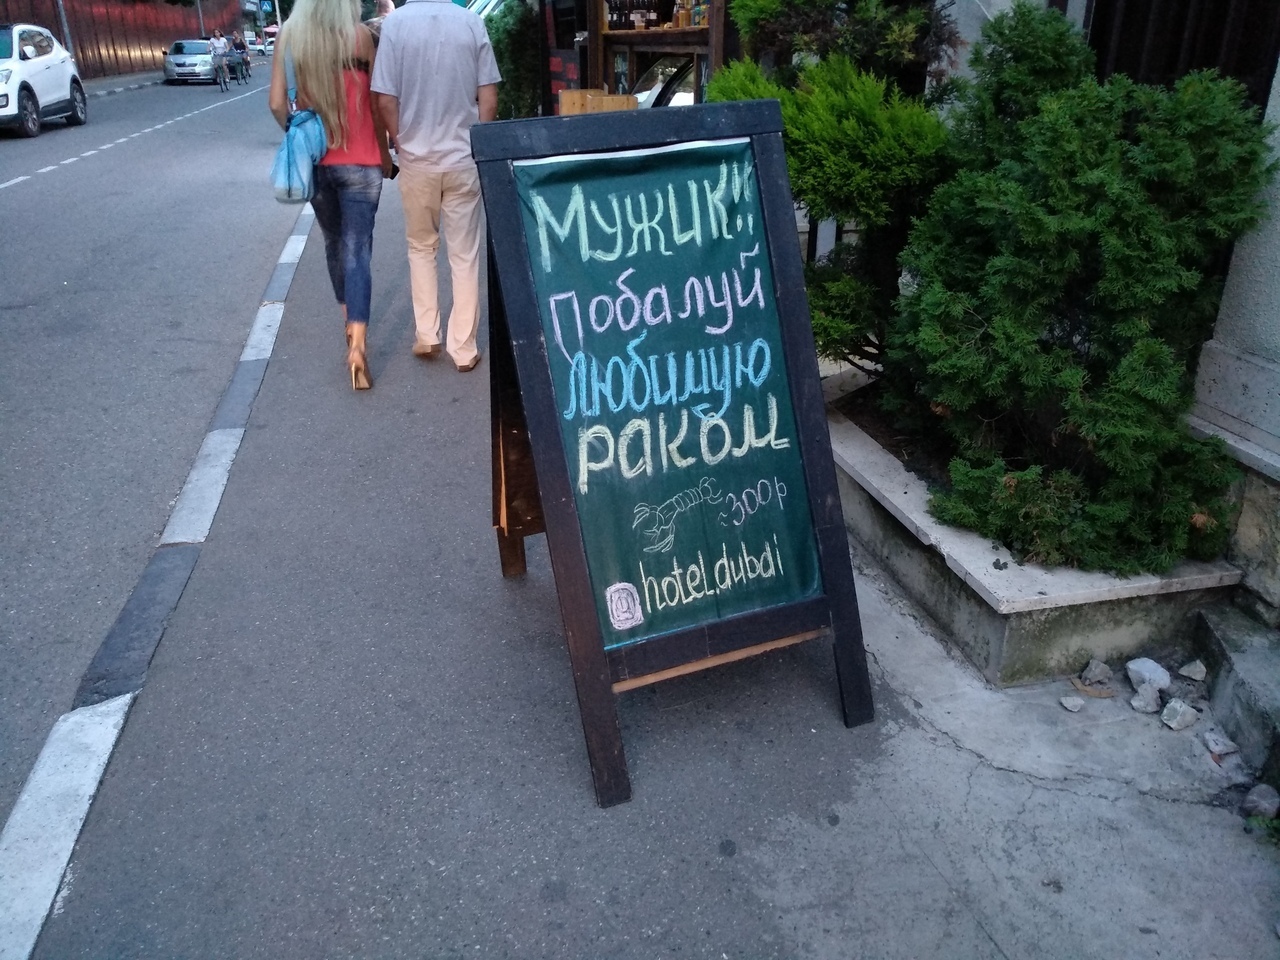 Мужик!!
Побалуй
любимую
раком
≈300р
hotel.dubai